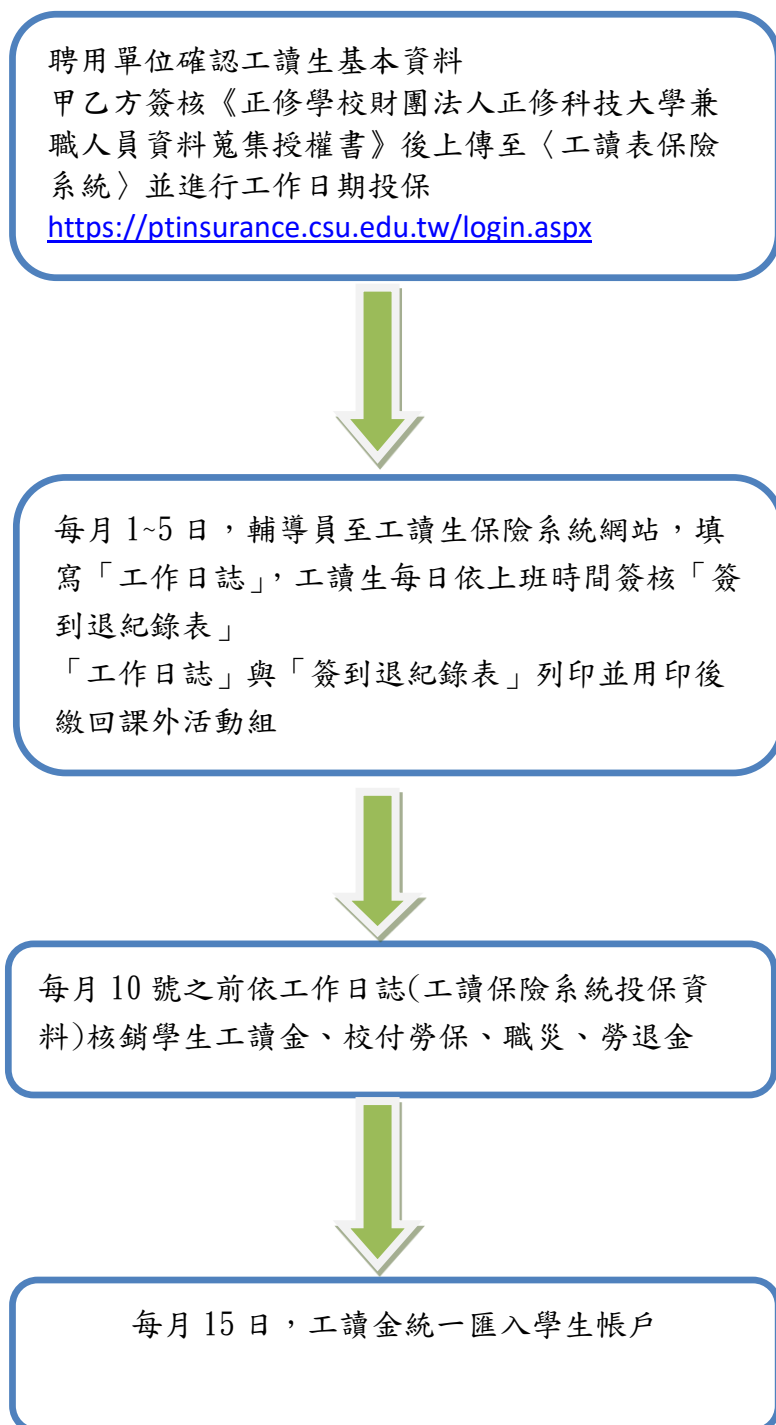 聘用單位確認工讀生基本資料
甲乙方簽核《正修學校財團法人正修科技大學兼
職人員資料蒐集授權書》後上傳至〈工讀表保險
系統〉並進行工作日期投保
https://ptinsurance.csu.edu.tw/login.aspx
每月 1~5 日，輔導員至工讀生保險系統網站，填
寫「工作日誌」，工讀生每日依上班時間簽核「簽
到退紀錄表」
「工作日誌」與「簽到退紀錄表」列印並用印後
繳回課外活動組
每月 10 號之前依工作日誌(工讀保險系統投保資
料)核銷學生工讀金、校付勞保、職災、勞退金
每月 15 日，工讀金統一匯入學生帳戶